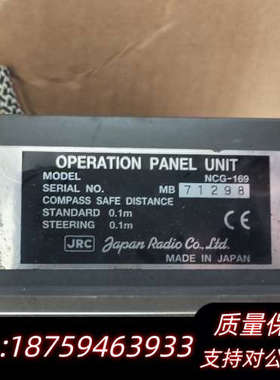 OPERATION PANEL UNIT
MODEL NCG-169
SERIAL NO. MB 71298
COMPASS SAFE DISTANCE
STANDARD 0.1m
STEERING 0.1m
CE
JRC Japan Radio Co., Ltd.
MADE IN JAPAN
质量保
:18759463933
支持对公